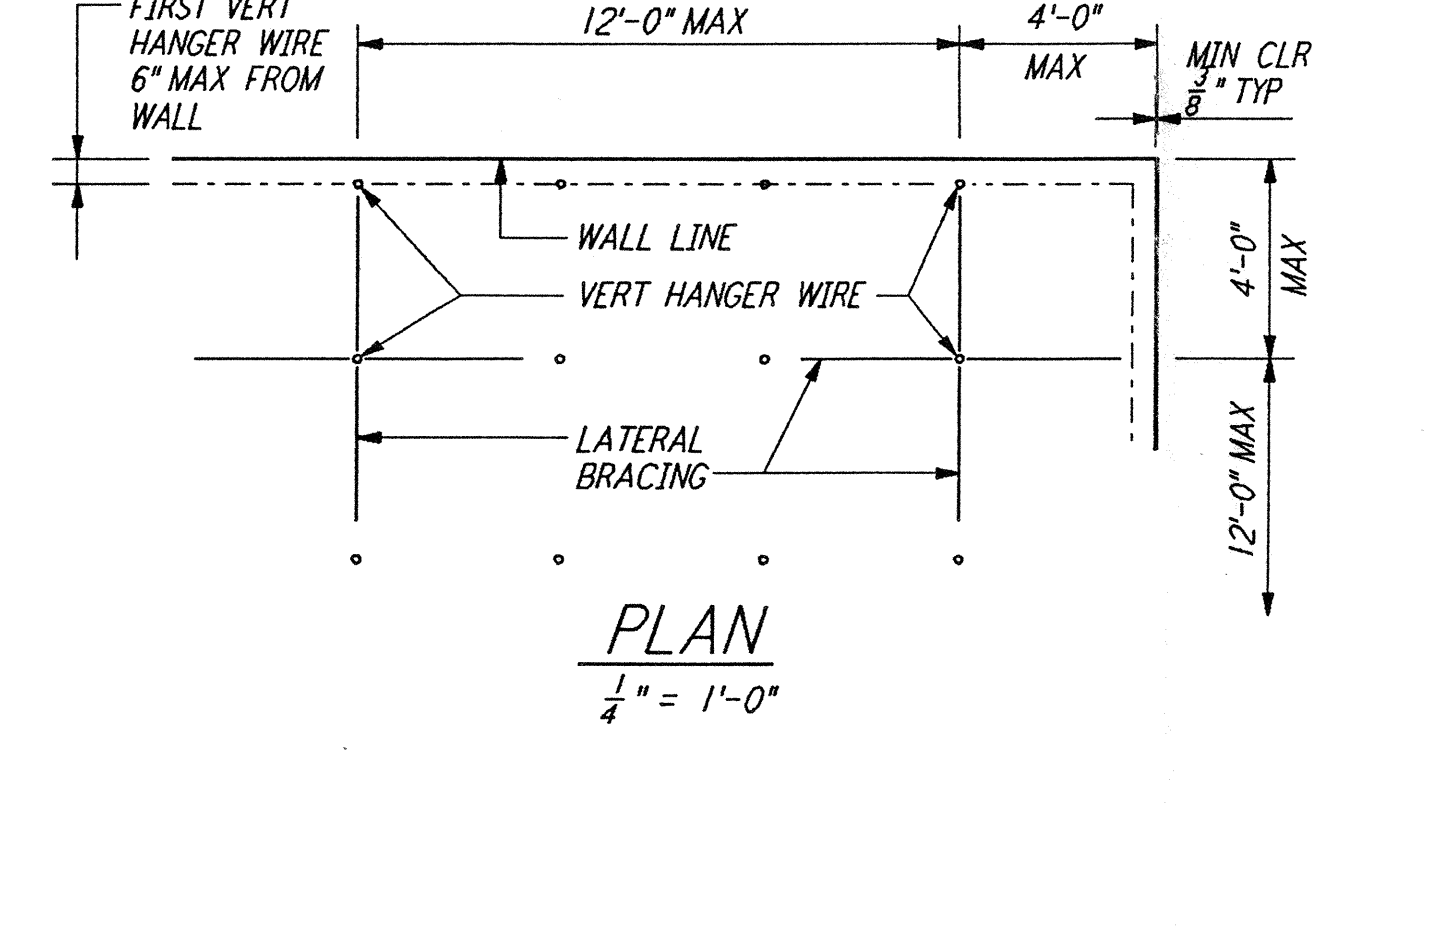 FIRST VERT
HANGER WIRE
6" MAX FROM
WALL
12'-0" MAX
4'-0"
MAX
MIN CLR
3/8" TYP
WALL LINE
VERT HANGER WIRE
4'-0"
MAX
LATERAL
BRACING
12'-0" MAX
PLAN
1/4" = 1'-0"